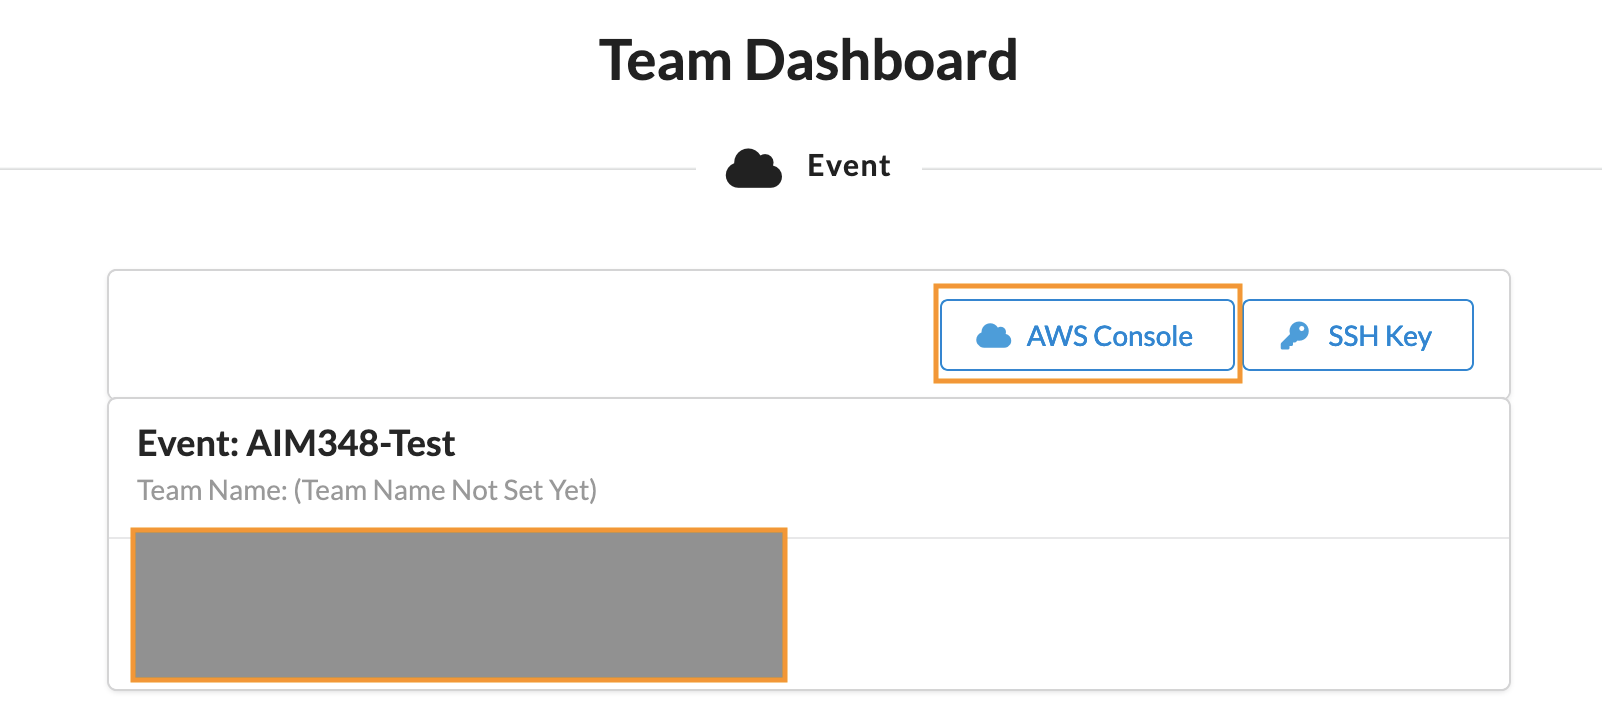 Team Dashboard
Event
AWS Console
SSH Key
Event: AIM348-Test
Team Name: (Team Name Not Set Yet)